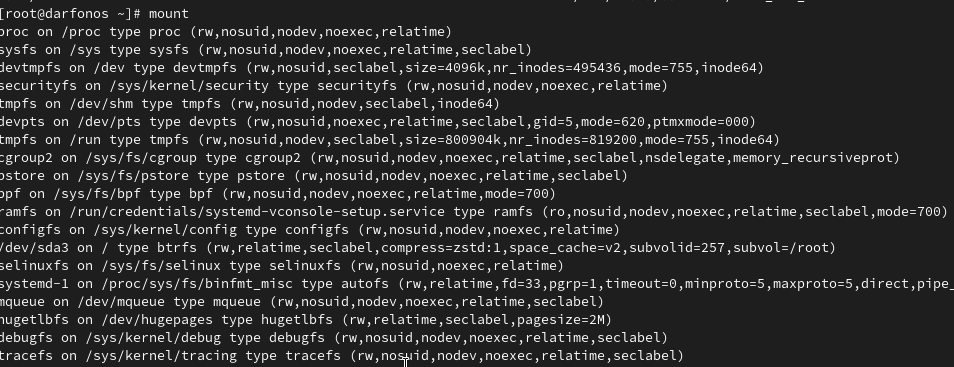 [root@darfonos ~]# mount
proc on /proc type proc (rw,nosuid,nodev,noexec,relatime)
sysfs on /sys type sysfs (rw,nosuid,nodev,noexec,relatime,seclabel)
devtmpfs on /dev type devtmpfs (rw,nosuid,seclabel,size=4096k,nr_inodes=495436,mode=755,inode64)
securityfs on /sys/kernel/security type securityfs (rw,nosuid,nodev,noexec,relatime)
tmpfs on /dev/shm type tmpfs (rw,nosuid,nodev,seclabel,inode64)
devpts on /dev/pts type devpts (rw,nosuid,noexec,relatime,seclabel,gid=5,mode=620,ptmxmode=000)
tmpfs on /run type tmpfs (rw,nosuid,nodev,seclabel,size=800904k,nr_inodes=819200,mode=755,inode64)
cgroup2 on /sys/fs/cgroup type cgroup2 (rw,nosuid,nodev,noexec,relatime,seclabel,nsdelegate,memory_recursiveprot)
pstore on /sys/fs/pstore type pstore (rw,nosuid,nodev,noexec,relatime,seclabel)
bpf on /sys/fs/bpf type bpf (rw,nosuid,nodev,noexec,relatime,mode=700)
ramfs on /run/credentials/systemd-vconsole-setup.service type ramfs (ro,nosuid,nodev,noexec,relatime,seclabel,mode=700)
configfs on /sys/kernel/config type configfs (rw,nosuid,nodev,noexec,relatime)
/dev/sda3 on / type btrfs (rw,relatime,seclabel,compress=zstd:1,space_cache=v2,subvolid=257,subvol=/root)
selinuxfs on /sys/fs/selinux type selinuxfs (rw,nosuid,noexec,relatime)
systemd-1 on /proc/sys/fs/binfmt_misc type autofs (rw,relatime,fd=33,pgrp=1,timeout=0,minproto=5,maxproto=5,direct,pipe_
mqueue on /dev/mqueue type mqueue (rw,nosuid,nodev,noexec,relatime,seclabel)
hugetlbfs on /dev/hugepages type hugetlbfs (rw,relatime,seclabel,pagesize=2M)
debugfs on /sys/kernel/debug type debugfs (rw,nosuid,nodev,noexec,relatime,seclabel)
tracefs on /sys/kernel/tracing type tracefs (rw,nosuid,nodev,noexec,relatime,seclabel)